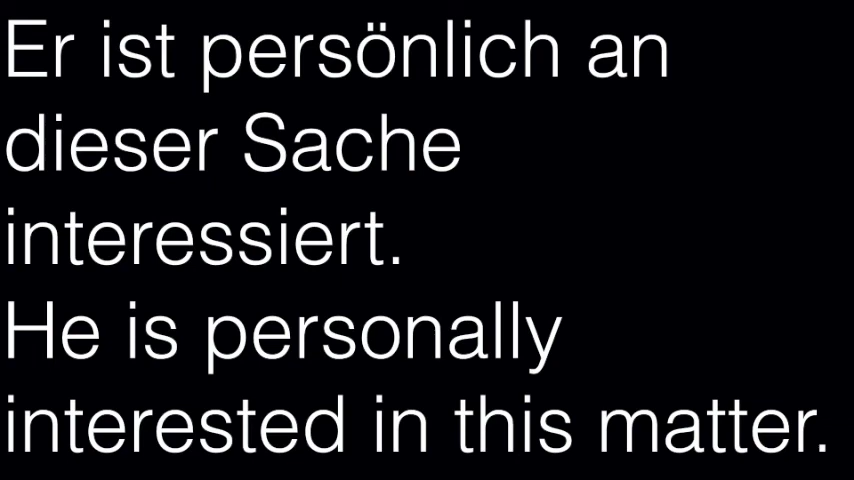 Er ist persönlich an
dieser Sache
interessiert.
He is personally
interested in this matter.